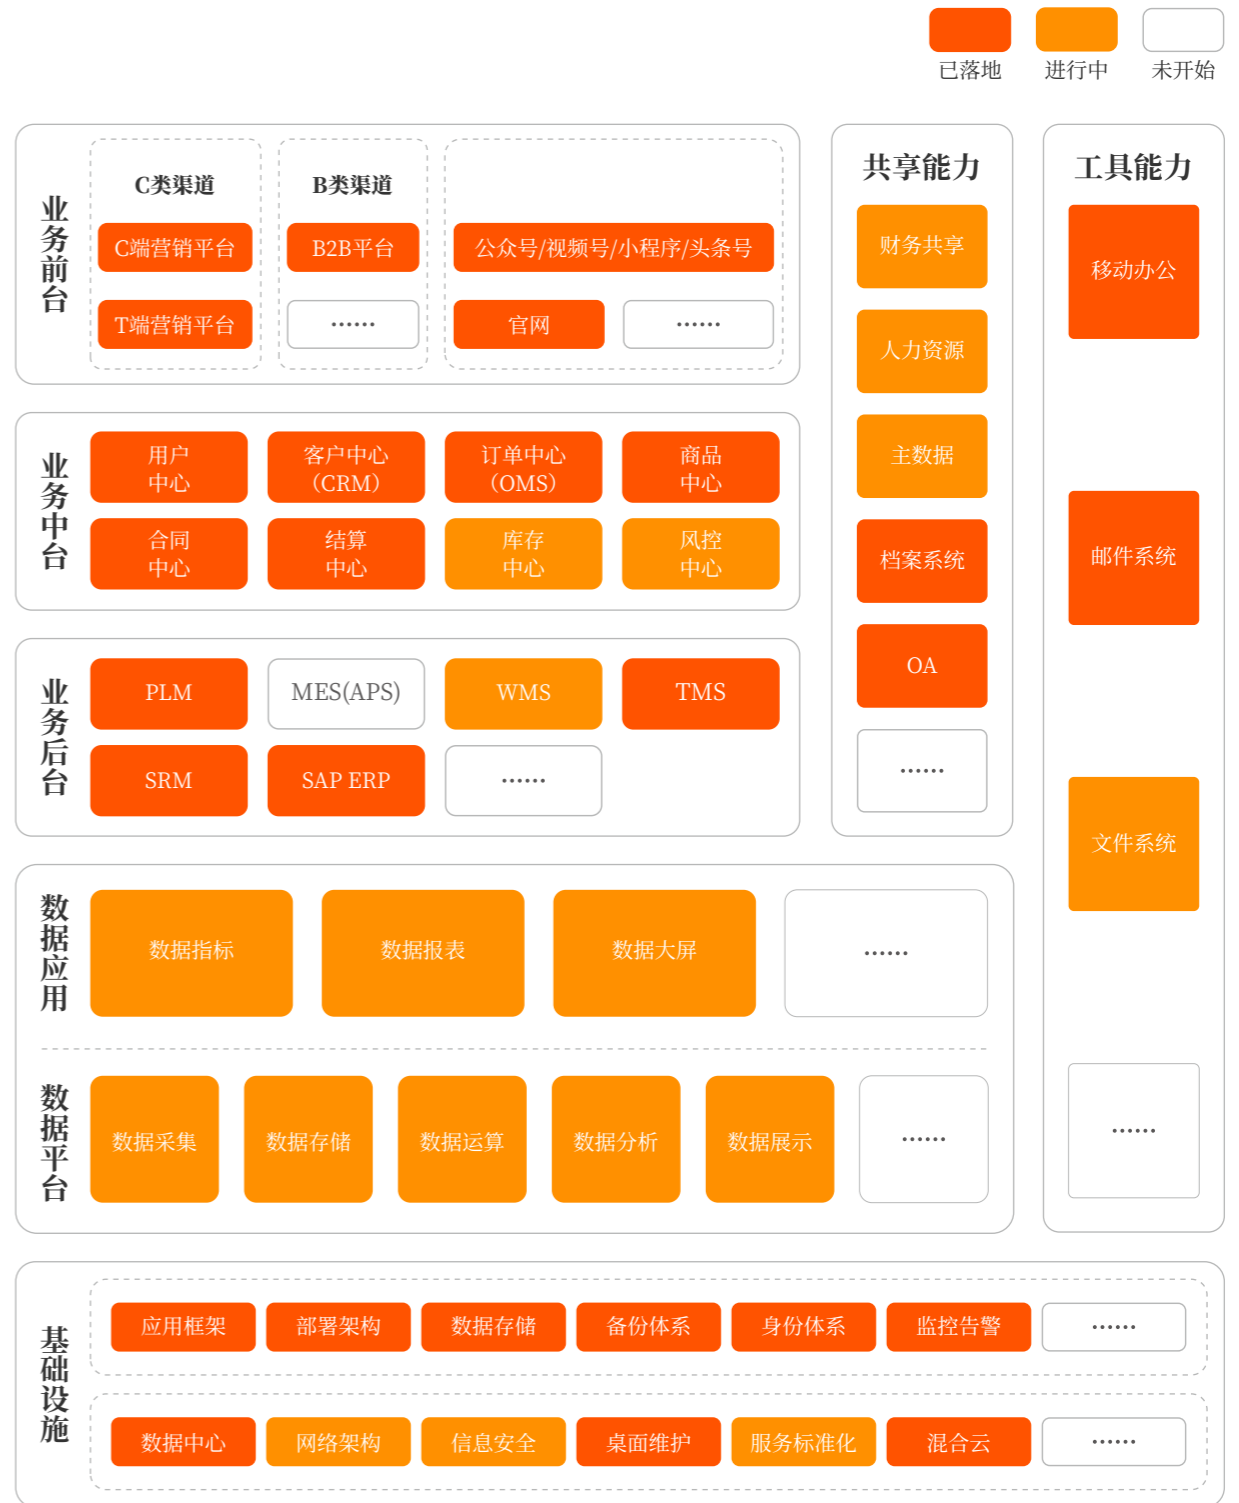 已落地
进行中
未开始
业务前台
C类渠道
C端营销平台
T端营销平台
B类渠道
B2B平台
······
公众号/视频号/小程序/头条号
官网
······
业务中台
用户
中心
客户中心
（CRM）
订单中心
（OMS）
商品
中心
合同
中心
结算
中心
库存
中心
风控
中心
业务后台
PLM
MES(APS)
WMS
TMS
SRM
SAP ERP
······
共享能力
财务共享
人力资源
主数据
档案系统
OA
······
工具能力
移动办公
邮件系统
文件系统
······
数据应用
数据指标
数据报表
数据大屏
······
数据平台
数据采集
数据存储
数据运算
数据分析
数据展示
······
基础设施
应用框架
部署架构
数据存储
备份体系
身份体系
监控告警
······
数据中心
网络架构
信息安全
桌面维护
服务标准化
混合云
······